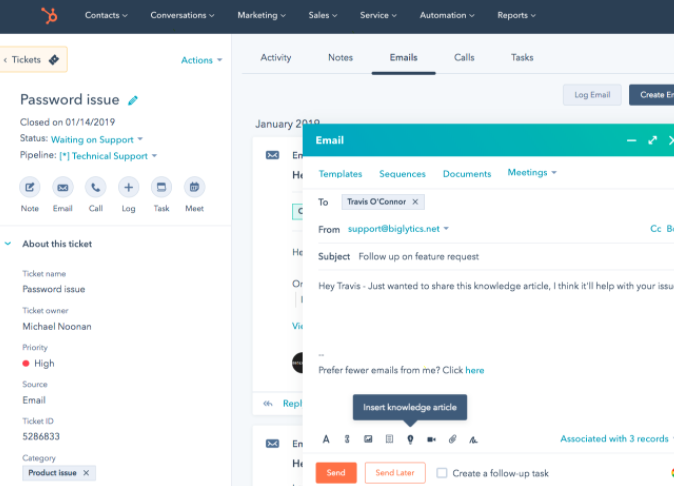 Contacts Conversations Marketing Sales Service Automation Reports
Tickets
Actions
Password issue
Closed on 01/14/2019
Status: Waiting on Support
Pipeline: [*] Technical Support
Note Email Call Log Task Meet
About this ticket
Ticket name
Password issue
Ticket owner
Michael Noonan
Priority
High
Source
Email
Ticket ID
5286833
Category
Product issue
Activity Notes Emails Calls Tasks
Log Email Create Em
January 2019
Em
He
C
He
On
Vie
Repl
Em
He
Email
Templates Sequences Documents Meetings
To Travis O'Connor
From support@biglytics.net Cc Bc
Subject Follow up on feature request
Hey Travis - Just wanted to share this knowledge article, I think it'll help with your issu
--
Prefer fewer emails from me? Click here
Insert knowledge article
Associated with 3 records
Send Send Later Create a follow-up task